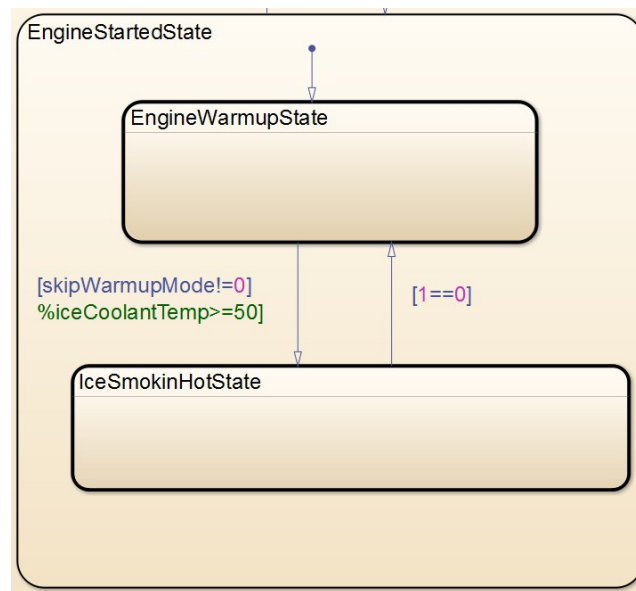 EngineStartedState
EngineWarmupState
[skipWarmupMode!=0]
%iceCoolantTemp>=50]
[1==0]
IceSmokinHotState